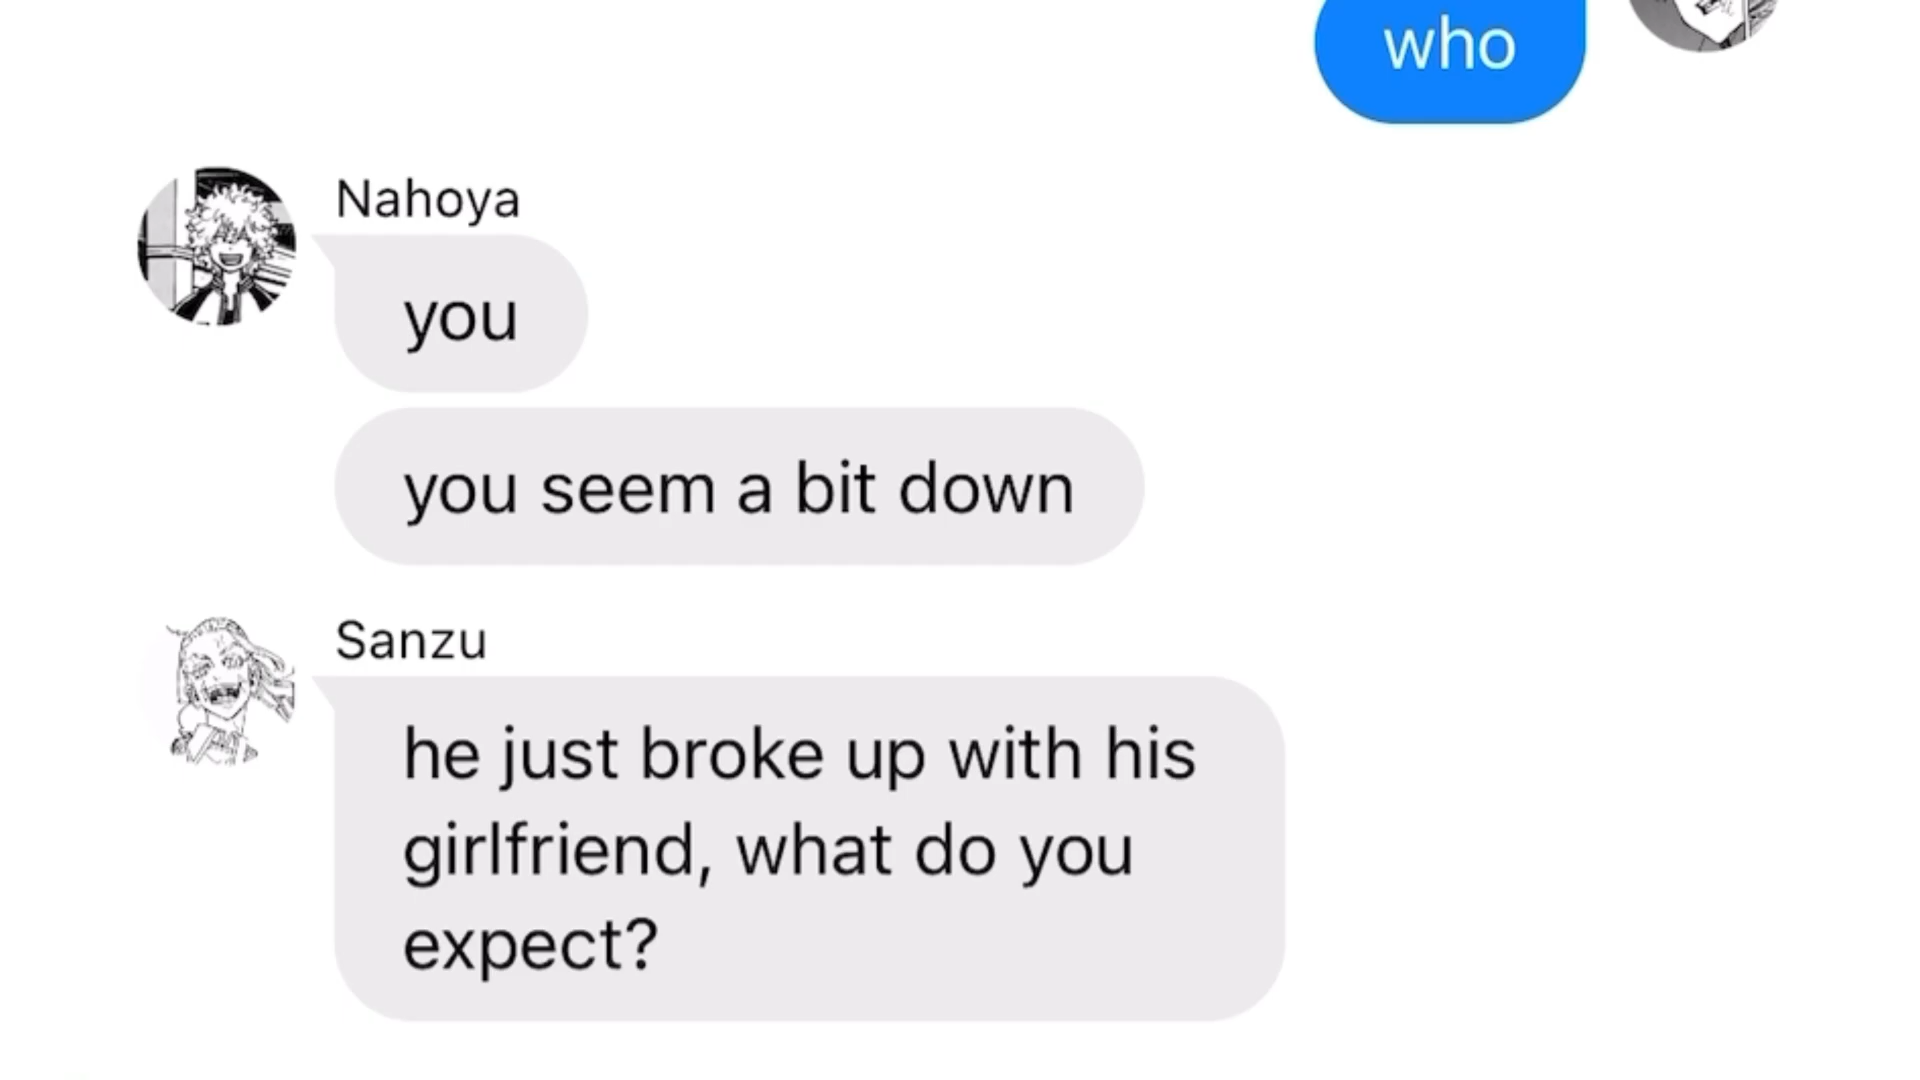 who
Nahoya
you
you seem a bit down
Sanzu
he just broke up with his
girlfriend, what do you
expect?